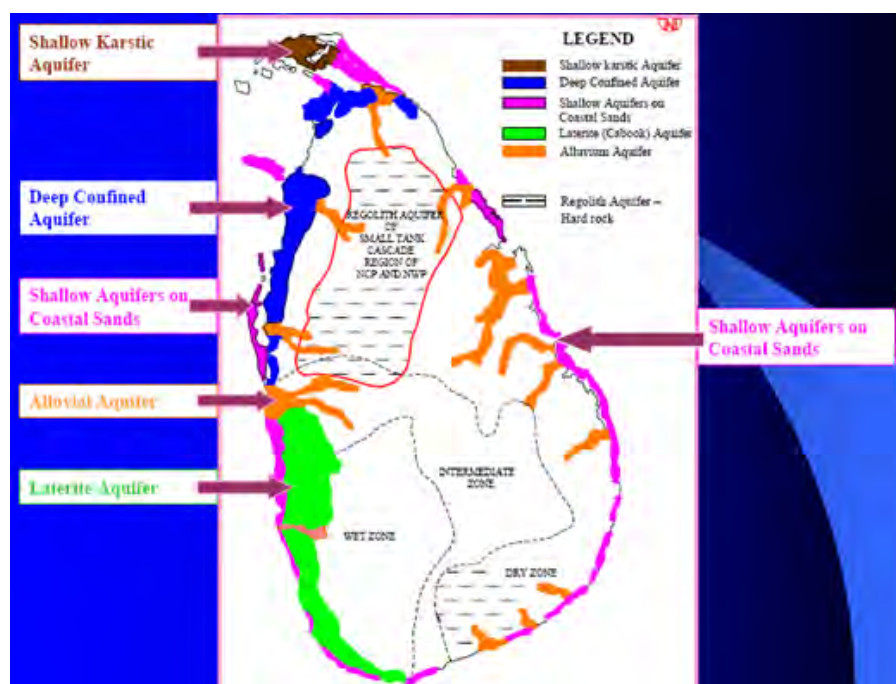 Shallow Karstic
Aquifer
Deep Confined
Aquifer
Shallow Aquifers on
Coastal Sands
Alluvial Aquifer
Laterite Aquifer
LEGEND
Shallow karstic Aquifer
Deep Confined Aquifer
Shallow Aquifers on
Coastal Sands
Laterite (Cabook) Aquifer
Alluvium Aquifer
Regolith Aquifer –
Hard rock
REGOLITH AQUIFER
OF
SMALL TANK
CASCADE
REGION OF
NCP AND NWP
INTERMEDIATE
ZONE
WET ZONE
DRY ZONE
Shallow Aquifers on
Coastal Sands